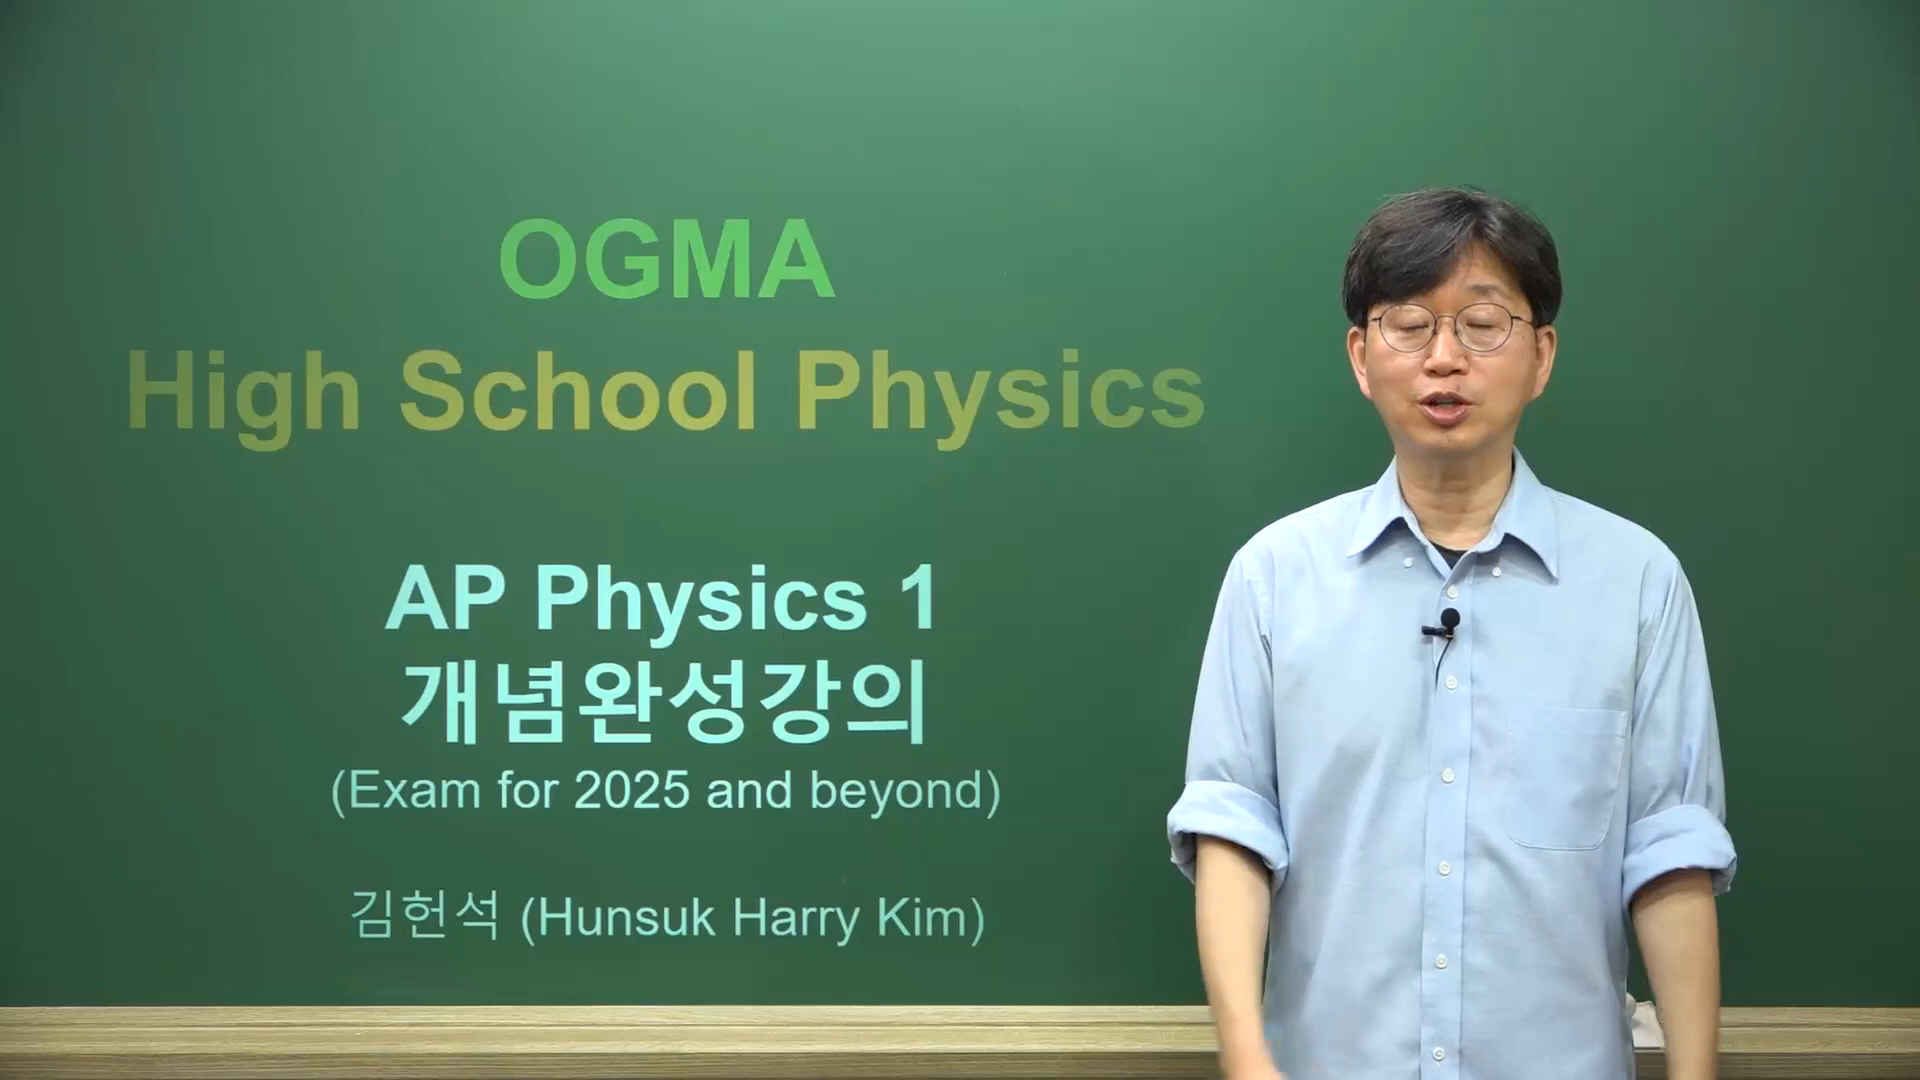 OGMA
High School Physics
AP Physics 1
개념완성강의
(Exam for 2025 and beyond)
김헌석 (Hunsuk Harry Kim)